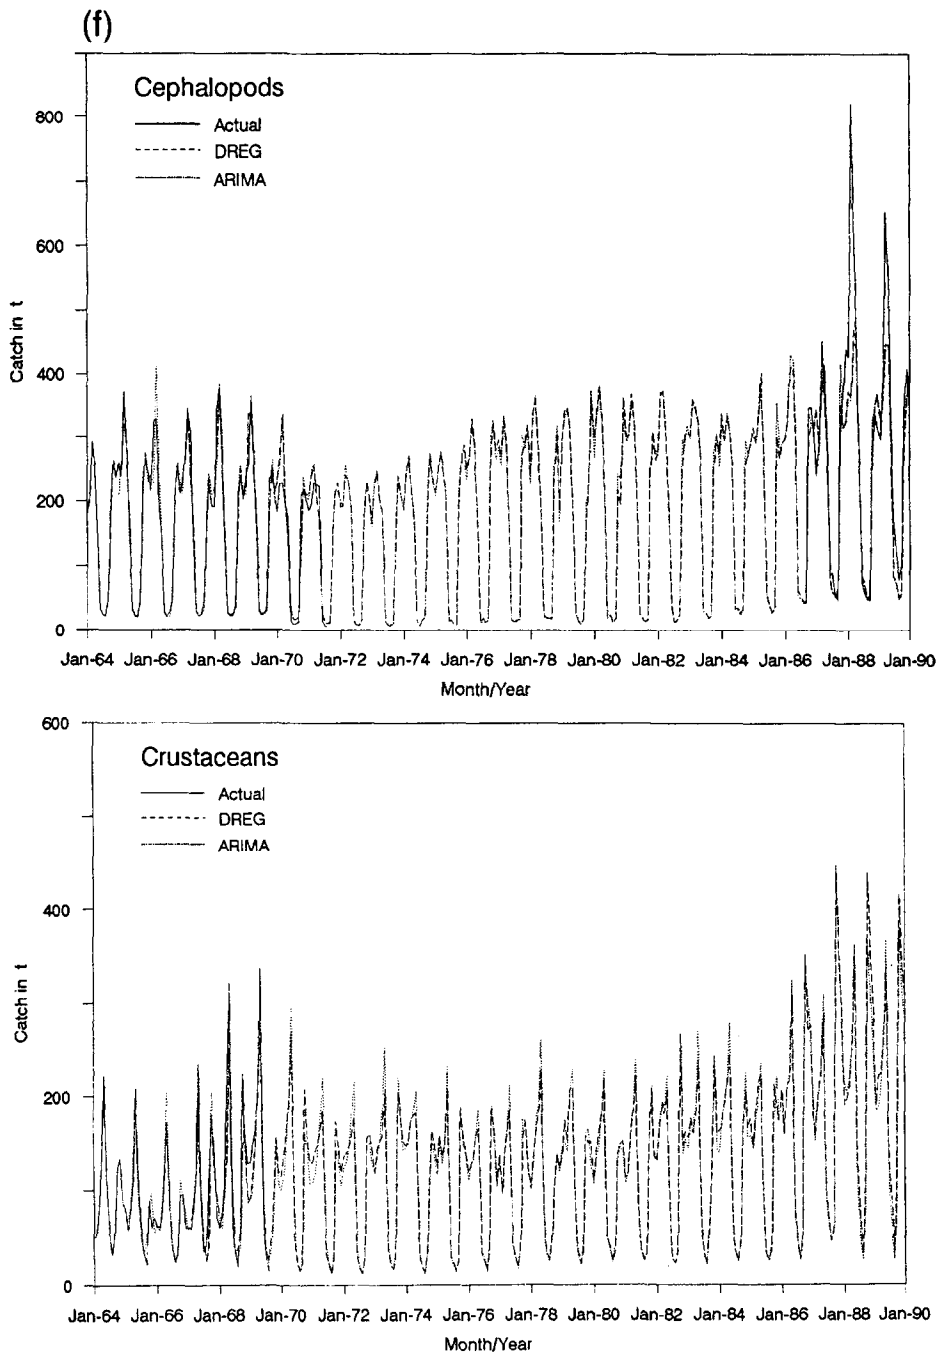 (f)
Cephalopods
Actual
DREG
ARIMA
800
600
400
200
0
Catch in t
Jan-64 Jan-66 Jan-68 Jan-70 Jan-72 Jan-74 Jan-76 Jan-78 Jan-80 Jan-82 Jan-84 Jan-86 Jan-88 Jan-90
Month/Year
600
Crustaceans
Actual
DREG
ARIMA
400
200
0
Catch in t
Jan-64 Jan-66 Jan-68 Jan-70 Jan-72 Jan-74 Jan-76 Jan-78 Jan-80 Jan-82 Jan-84 Jan-86 Jan-88 Jan-90
Month/Year